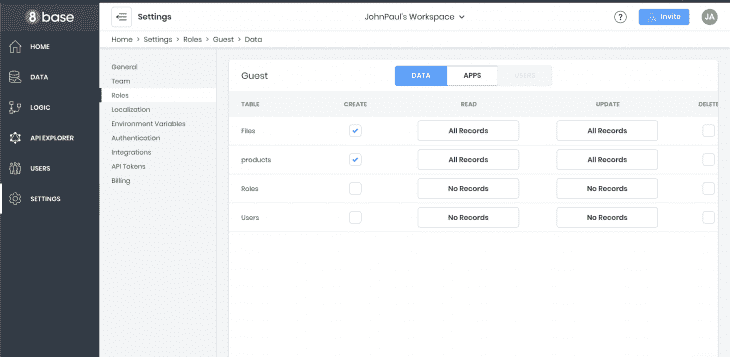 8 base
Settings
JohnPaul's Workspace
?
Invite
JA
Home > Settings > Roles > Guest > Data
HOME
DATA
LOGIC
API EXPLORER
USERS
SETTINGS
General
Team
Roles
Localization
Environment Variables
Authentication
Integrations
API Tokens
Billing
Guest
DATA APPS USERS
TABLE CREATE READ UPDATE DELETE
Files All Records All Records
products All Records All Records
Roles No Records No Records
Users No Records No Records